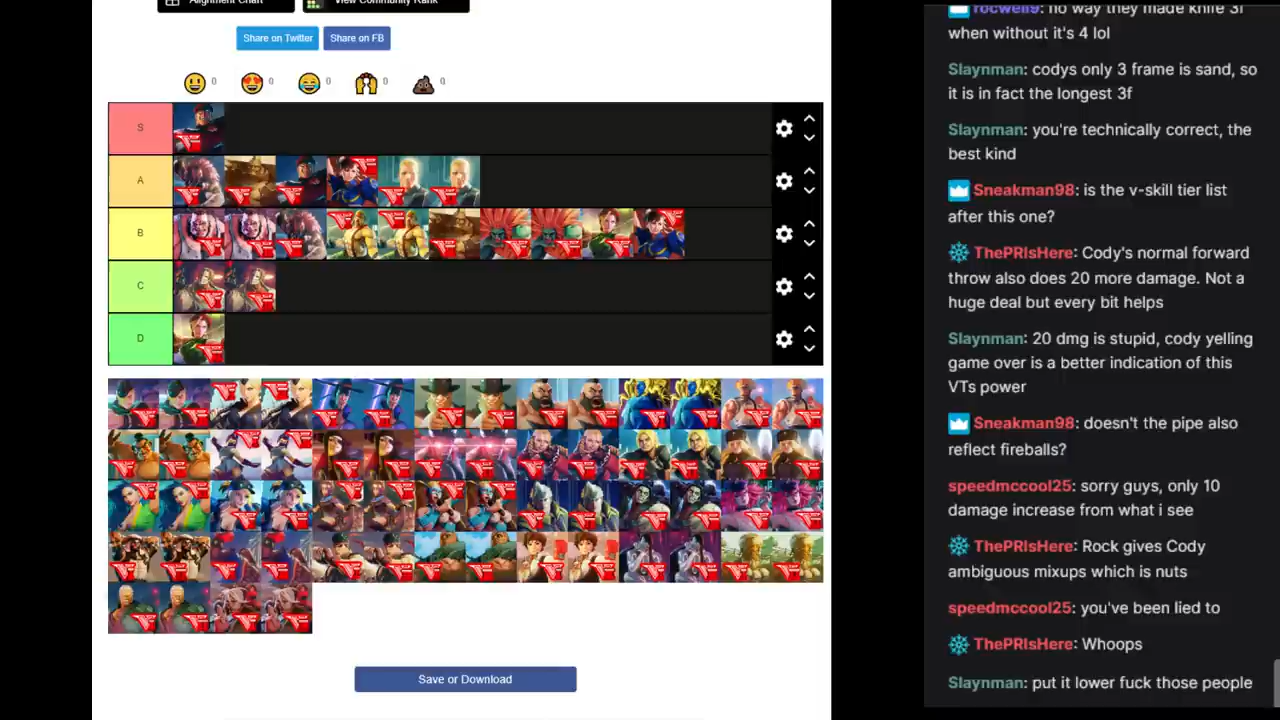 Alignment Chart
View Community Rank
Share on Twitter
Share on FB
0
0
0
0
0
S
A
B
C
D
Save or Download
rocwell9: no way they made knife 3f
when without it's 4 lol
Slaynman: codys only 3 frame is sand, so
it is in fact the longest 3f
Slaynman: you're technically correct, the
best kind
Sneakman98: is the v-skill tier list
after this one?
ThePRIsHere: Cody's normal forward
throw also does 20 more damage. Not a
huge deal but every bit helps
Slaynman: 20 dmg is stupid, cody yelling
game over is a better indication of this
VTs power
Sneakman98: doesn't the pipe also
reflect fireballs?
speedmccool25: sorry guys, only 10
damage increase from what i see
ThePRIsHere: Rock gives Cody
ambiguous mixups which is nuts
speedmccool25: you've been lied to
ThePRIsHere: Whoops
Slaynman: put it lower fuck those people